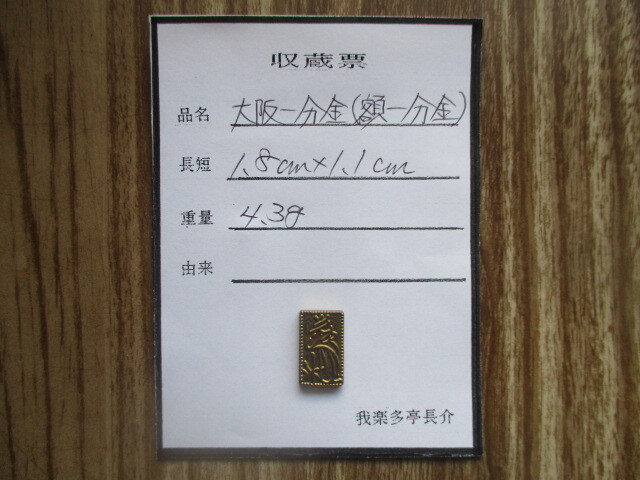 収蔵票
品名 大阪一分金(額一分金)
長短 1.8cm×1.1cm
重量 4.3g
由来
我楽多亭長介